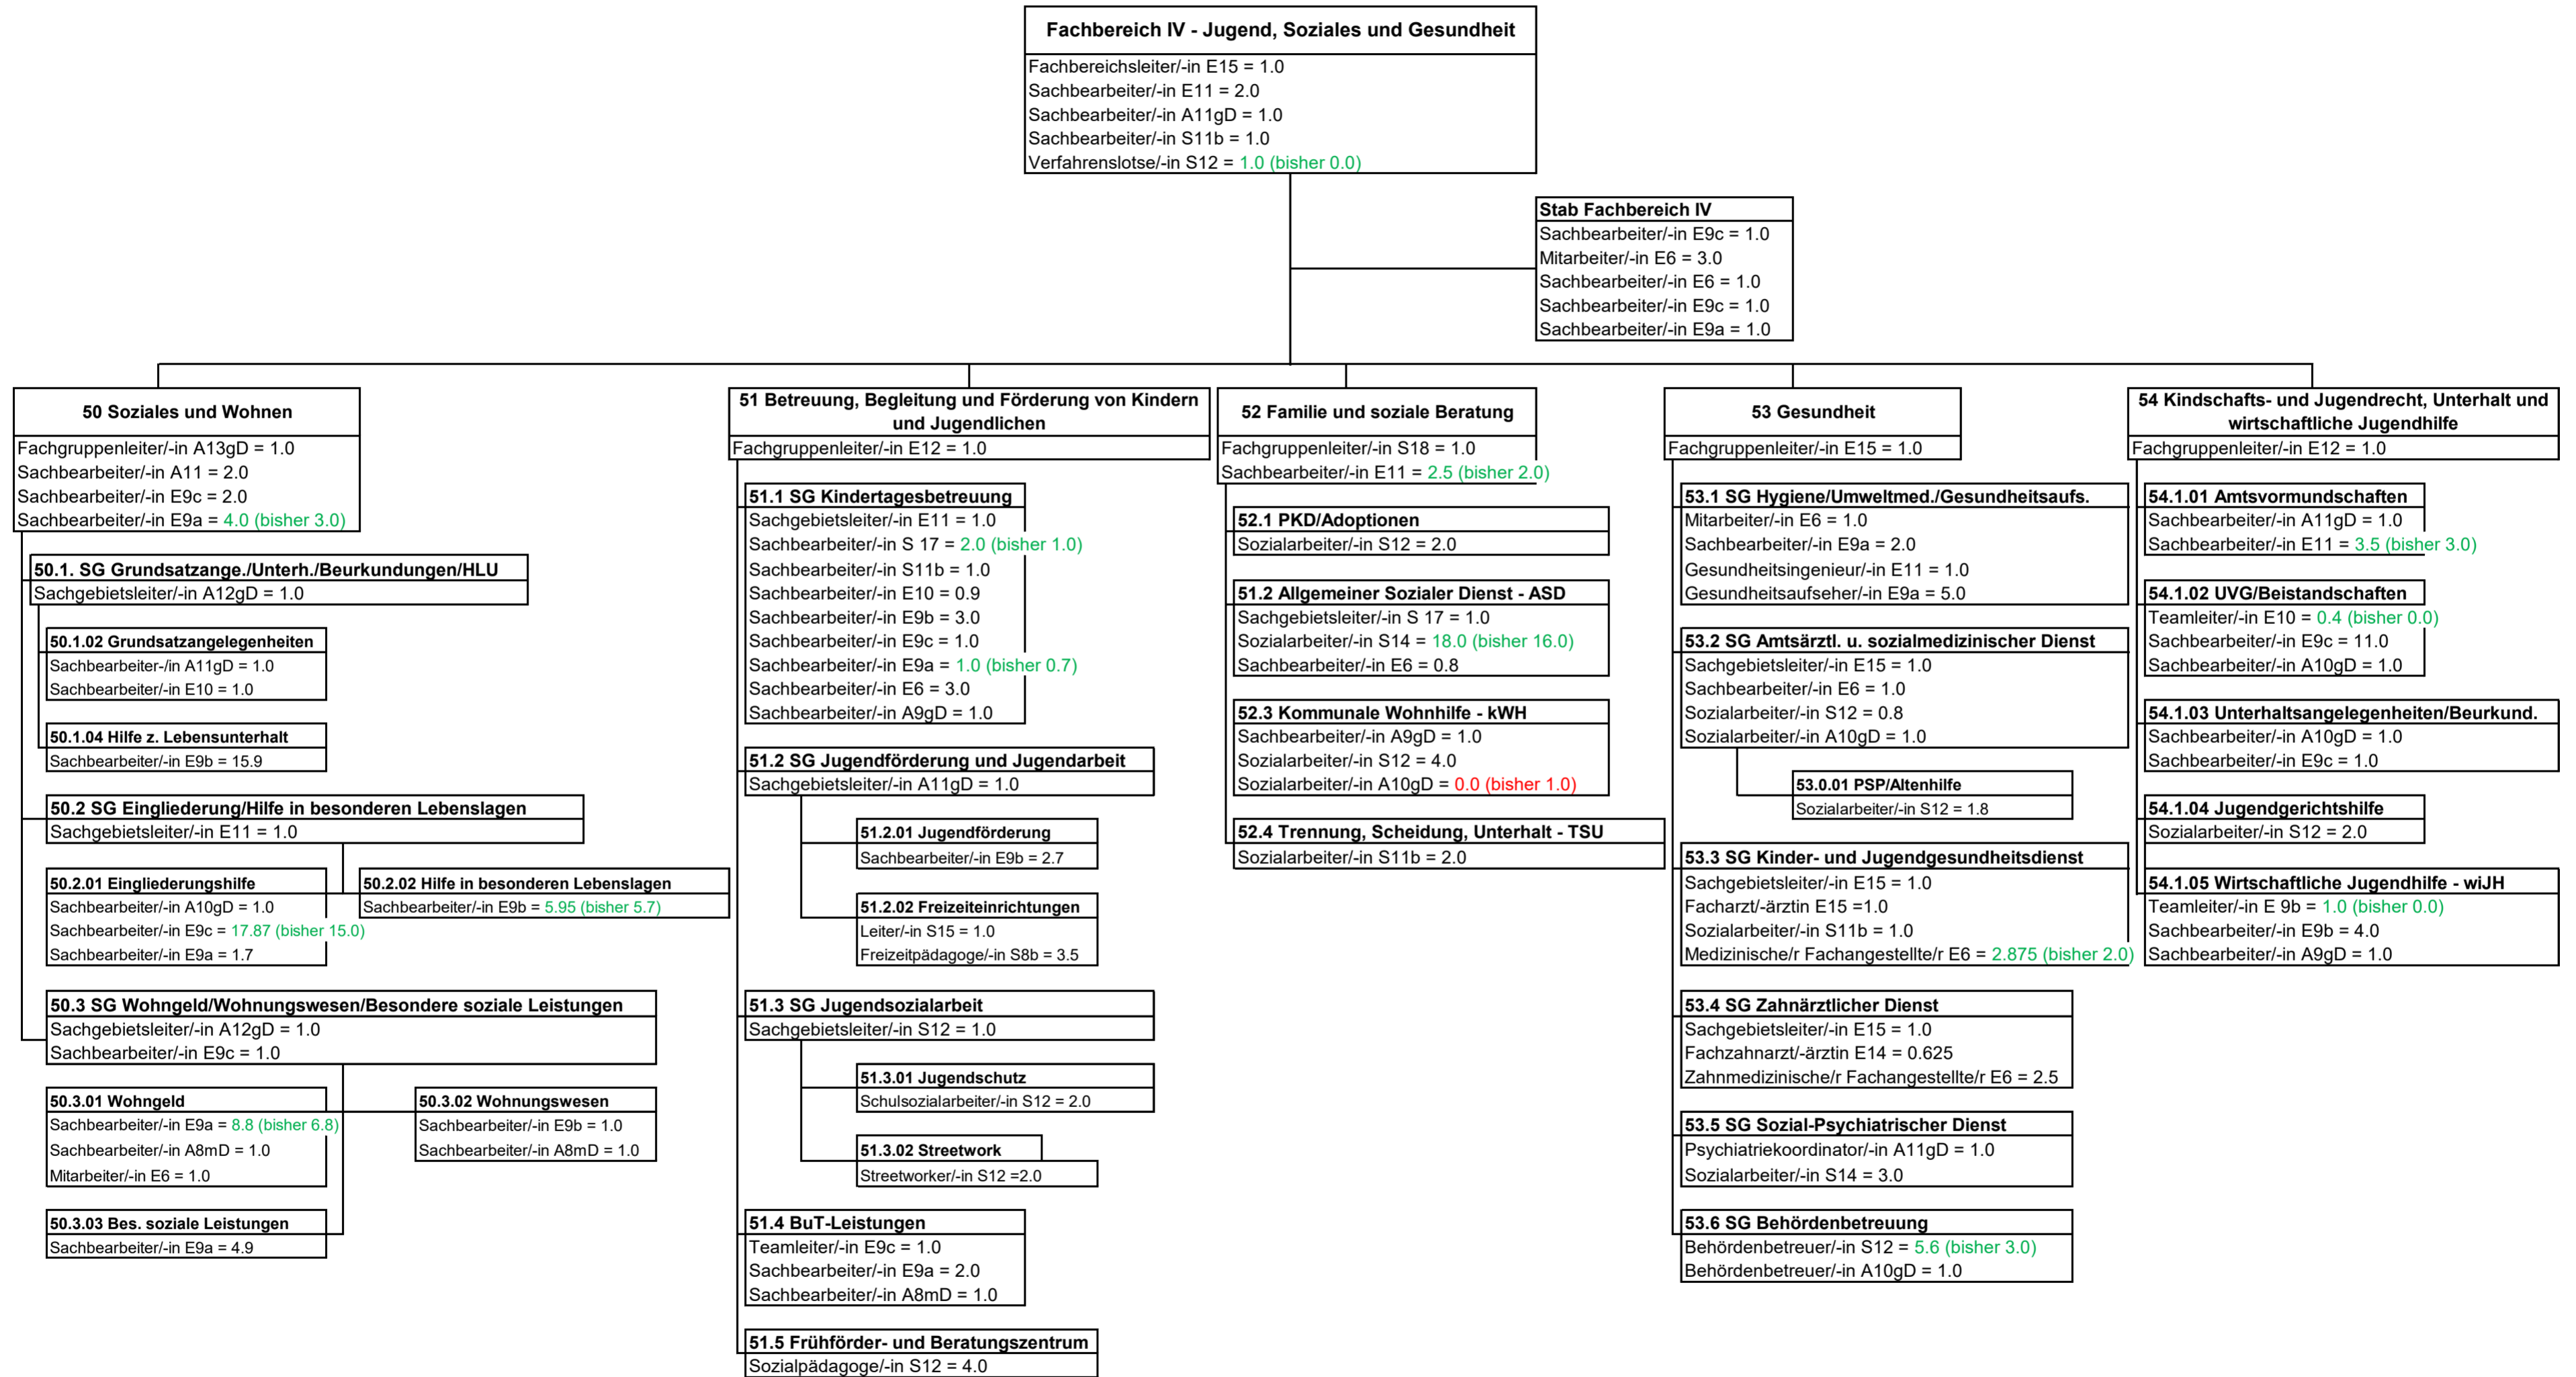 Fachbereich IV - Jugend, Soziales und Gesundheit
Fachbereichsleiter/-in E15 = 1.0
Sachbearbeiter/-in E11 = 2.0
Sachbearbeiter/-in A11gD = 1.0
Sachbearbeiter/-in S11b = 1.0
Verfahrenslotse/-in S12 = 1.0 (bisher 0.0)
Stab Fachbereich IV
Sachbearbeiter/-in E9c = 1.0
Mitarbeiter/-in E6 = 3.0
Sachbearbeiter/-in E6 = 1.0
Sachbearbeiter/-in E9c = 1.0
Sachbearbeiter/-in E9a = 1.0
50 Soziales und Wohnen
Fachgruppenleiter/-in A13gD = 1.0
Sachbearbeiter/-in A11 = 2.0
Sachbearbeiter/-in E9c = 2.0
Sachbearbeiter/-in E9a = 4.0 (bisher 3.0)
50.1. SG Grundsatzange./Unterh./Beurkundungen/HLU
Sachgebietsleiter/-in A12gD = 1.0
50.1.02 Grundsatzangelegenheiten
Sachbearbeiter-/in A11gD = 1.0
Sachbearbeiter/-in E10 = 1.0
50.1.04 Hilfe z. Lebensunterhalt
Sachbearbeiter/-in E9b = 15.9
50.2 SG Eingliederung/Hilfe in besonderen Lebenslagen
Sachgebietsleiter/-in E11 = 1.0
50.2.01 Eingliederungshilfe
Sachbearbeiter/-in A10gD = 1.0
Sachbearbeiter/-in E9c = 17.87 (bisher 15.0)
Sachbearbeiter/-in E9a = 1.7
50.2.02 Hilfe in besonderen Lebenslagen
Sachbearbeiter/-in E9b = 5.95 (bisher 5.7)
50.3 SG Wohngeld/Wohnungswesen/Besondere soziale Leistungen
Sachgebietsleiter/-in A12gD = 1.0
Sachbearbeiter/-in E9c = 1.0
50.3.01 Wohngeld
Sachbearbeiter/-in E9a = 8.8 (bisher 6.8)
Sachbearbeiter/-in A8mD = 1.0
Mitarbeiter/-in E6 = 1.0
50.3.02 Wohnungswesen
Sachbearbeiter/-in E9b = 1.0
Sachbearbeiter/-in A8mD = 1.0
50.3.03 Bes. soziale Leistungen
Sachbearbeiter/-in E9a = 4.9
51 Betreuung, Begleitung und Förderung von Kindern
und Jugendlichen
Fachgruppenleiter/-in E12 = 1.0
51.1 SG Kindertagesbetreuung
Sachgebietsleiter/-in E11 = 1.0
Sachbearbeiter/-in S 17 = 2.0 (bisher 1.0)
Sachbearbeiter/-in S11b = 1.0
Sachbearbeiter/-in E10 = 0.9
Sachbearbeiter/-in E9b = 3.0
Sachbearbeiter/-in E9c = 1.0
Sachbearbeiter/-in E9a = 1.0 (bisher 0.7)
Sachbearbeiter/-in E6 = 3.0
Sachbearbeiter/-in A9gD = 1.0
51.2 SG Jugendförderung und Jugendarbeit
Sachgebietsleiter/-in A11gD = 1.0
51.2.01 Jugendförderung
Sachbearbeiter/-in E9b = 2.7
51.2.02 Freizeiteinrichtungen
Leiter/-in S15 = 1.0
Freizeitpädagoge/-in S8b = 3.5
51.3 SG Jugendsozialarbeit
Sachgebietsleiter/-in S12 = 1.0
51.3.01 Jugendschutz
Schulsozialarbeiter/-in S12 = 2.0
51.3.02 Streetwork
Streetworker/-in S12 =2.0
51.4 BuT-Leistungen
Teamleiter/-in E9c = 1.0
Sachbearbeiter/-in E9a = 2.0
Sachbearbeiter/-in A8mD = 1.0
51.5 Frühförder- und Beratungszentrum
Sozialpädagoge/-in S12 = 4.0
52 Familie und soziale Beratung
Fachgruppenleiter/-in S18 = 1.0
Sachbearbeiter/-in E11 = 2.5 (bisher 2.0)
52.1 PKD/Adoptionen
Sozialarbeiter/-in S12 = 2.0
51.2 Allgemeiner Sozialer Dienst - ASD
Sachgebietsleiter/-in S 17 = 1.0
Sozialarbeiter/-in S14 = 18.0 (bisher 16.0)
Sachbearbeiter/-in E6 = 0.8
52.3 Kommunale Wohnhilfe - kWH
Sachbearbeiter/-in A9gD = 1.0
Sozialarbeiter/-in S12 = 4.0
Sozialarbeiter/-in A10gD = 0.0 (bisher 1.0)
52.4 Trennung, Scheidung, Unterhalt - TSU
Sozialarbeiter/-in S11b = 2.0
53 Gesundheit
Fachgruppenleiter/-in E15 = 1.0
53.1 SG Hygiene/Umweltmed./Gesundheitsaufs.
Mitarbeiter/-in E6 = 1.0
Sachbearbeiter/-in E9a = 2.0
Gesundheitsingenieur/-in E11 = 1.0
Gesundheitsaufseher/-in E9a = 5.0
53.2 SG Amtsärztl. u. sozialmedizinischer Dienst
Sachgebietsleiter/-in E15 = 1.0
Sachbearbeiter/-in E6 = 1.0
Sozialarbeiter/-in S12 = 0.8
Sozialarbeiter/-in A10gD = 1.0
53.0.01 PSP/Altenhilfe
Sozialarbeiter/-in S12 = 1.8
53.3 SG Kinder- und Jugendgesundheitsdienst
Sachgebietsleiter/-in E15 = 1.0
Facharzt/-ärztin E15 =1.0
Sozialarbeiter/-in S11b = 1.0
Medizinische/r Fachangestellte/r E6 = 2.875 (bisher 2.0)
53.4 SG Zahnärztlicher Dienst
Sachgebietsleiter/-in E15 = 1.0
Fachzahnarzt/-ärztin E14 = 0.625
Zahnmedizinische/r Fachangestellte/r E6 = 2.5
53.5 SG Sozial-Psychiatrischer Dienst
Psychiatriekoordinator/-in A11gD = 1.0
Sozialarbeiter/-in S14 = 3.0
53.6 SG Behördenbetreuung
Behördenbetreuer/-in S12 = 5.6 (bisher 3.0)
Behördenbetreuer/-in A10gD = 1.0
54 Kindschafts- und Jugendrecht, Unterhalt und
wirtschaftliche Jugendhilfe
Fachgruppenleiter/-in E12 = 1.0
54.1.01 Amtsvormundschaften
Sachbearbeiter/-in A11gD = 1.0
Sachbearbeiter/-in E11 = 3.5 (bisher 3.0)
54.1.02 UVG/Beistandschaften
Teamleiter/-in E10 = 0.4 (bisher 0.0)
Sachbearbeiter/-in E9c = 11.0
Sachbearbeiter/-in A10gD = 1.0
54.1.03 Unterhaltsangelegenheiten/Beurkund.
Sachbearbeiter/-in A10gD = 1.0
Sachbearbeiter/-in E9c = 1.0
54.1.04 Jugendgerichtshilfe
Sozialarbeiter/-in S12 = 2.0
54.1.05 Wirtschaftliche Jugendhilfe - wiJH
Teamleiter/-in E 9b = 1.0 (bisher 0.0)
Sachbearbeiter/-in E9b = 4.0
Sachbearbeiter/-in A9gD = 1.0